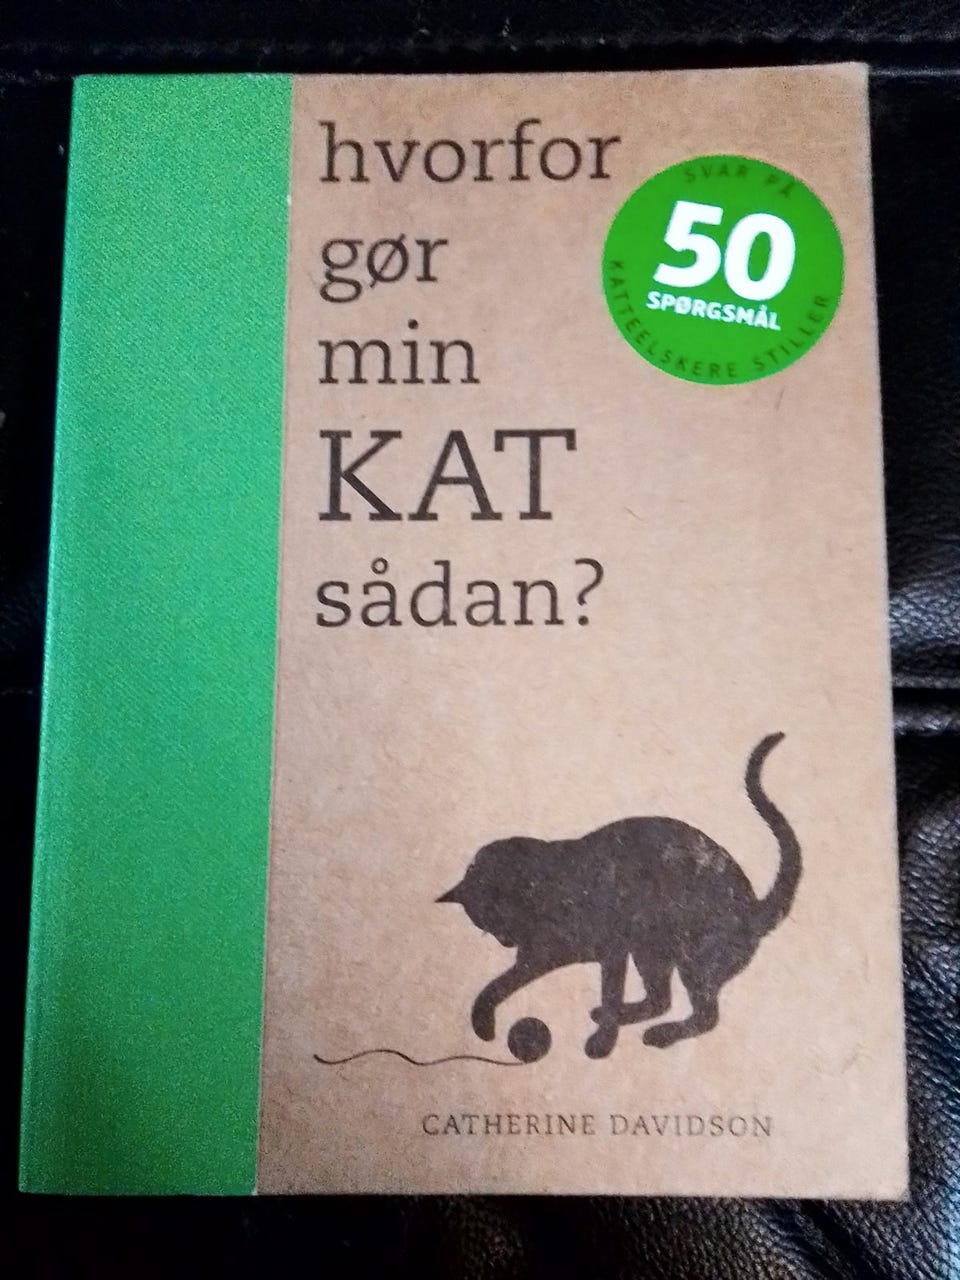 hvorfor
gør
min
KAT
sådan?
SVAR PÅ
50
SPØRGSMÅL
KATTEELSKERE STILLER
CATHERINE DAVIDSON